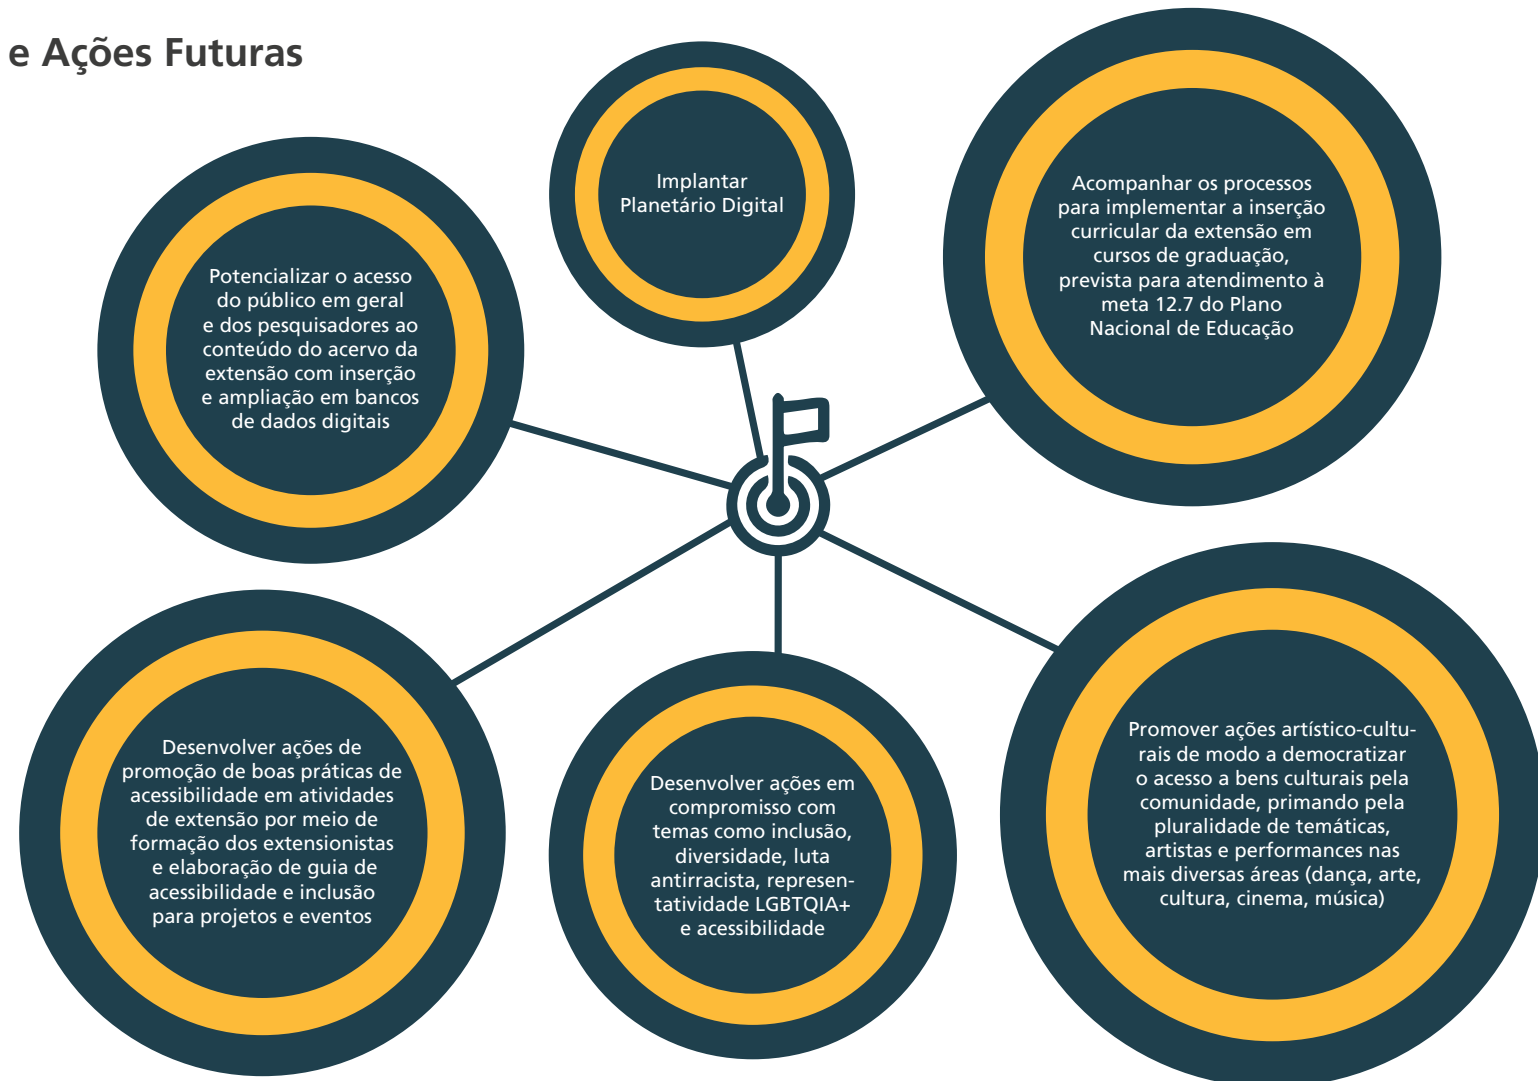 e Ações Futuras
Implantar
Planetário Digital
Acompanhar os processos
para implementar a inserção
curricular da extensão em
cursos de graduação,
prevista para atendimento à
meta 12.7 do Plano
Nacional de Educação
Potencializar o acesso
do público em geral
e dos pesquisadores ao
conteúdo do acervo da
extensão com inserção
e ampliação em bancos
de dados digitais
Desenvolver ações de
promoção de boas práticas de
acessibilidade em atividades
de extensão por meio de
formação dos extensionistas
e elaboração de guia de
acessibilidade e inclusão
para projetos e eventos
Desenvolver ações em
compromisso com
temas como inclusão,
diversidade, luta
antirracista, represen-
tatividade LGBTQIA+
e acessibilidade
Promover ações artístico-cultu-
rais de modo a democratizar
o acesso a bens culturais pela
comunidade, primando pela
pluralidade de temáticas,
artistas e performances nas
mais diversas áreas (dança, arte,
cultura, cinema, música)